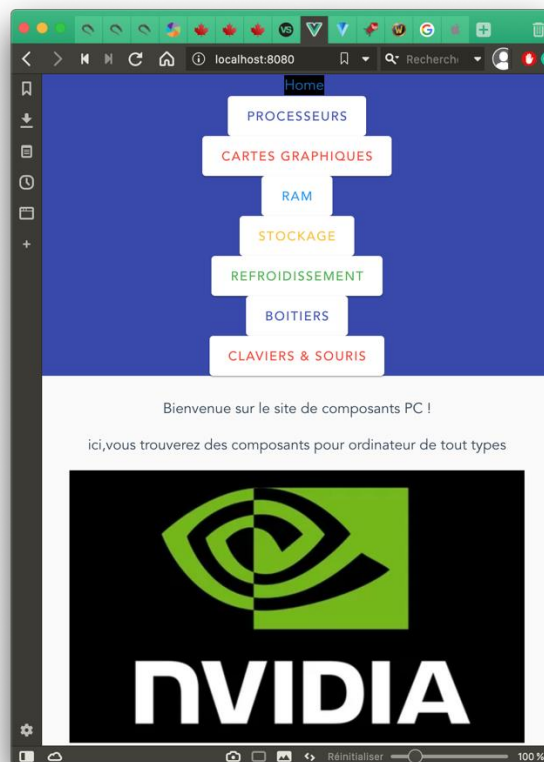 VS
G
localhost:8080
Recherch
Home
PROCESSEURS
CARTES GRAPHIQUES
RAM
STOCKAGE
REFROIDISSEMENT
BOITIERS
CLAVIERS & SOURIS
Bienvenue sur le site de composants PC !
ici,vous trouverez des composants pour ordinateur de tout types
nVIDIA
Réinitialiser
100 %